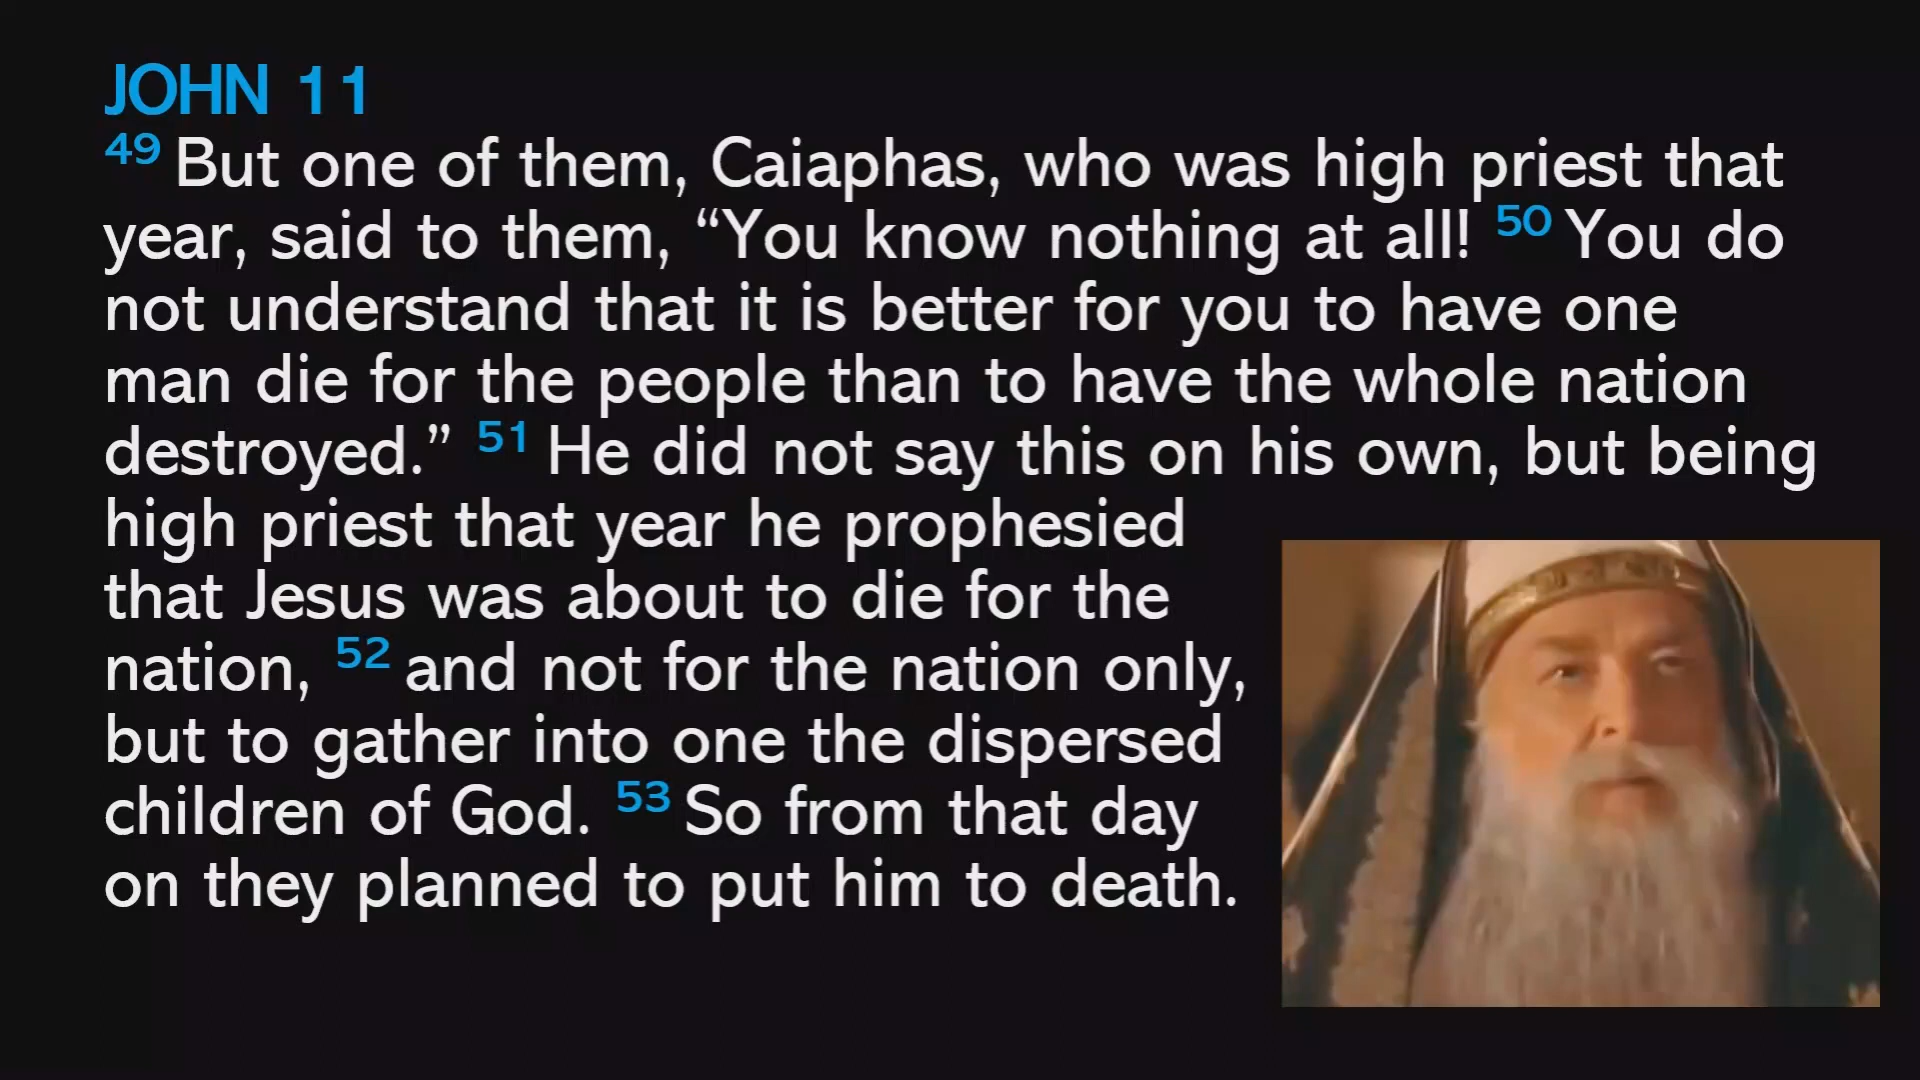 JOHN 11
49 But one of them, Caiaphas, who was high priest that
year, said to them, “You know nothing at all! 50 You do
not understand that it is better for you to have one
man die for the people than to have the whole nation
destroyed.” 51 He did not say this on his own, but being
high priest that year he prophesied
that Jesus was about to die for the
nation, 52 and not for the nation only,
but to gather into one the dispersed
children of God. 53 So from that day
on they planned to put him to death.